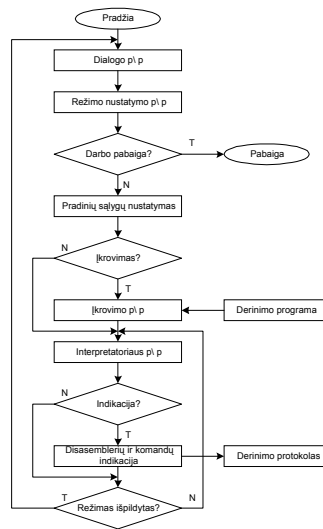 Pradžia
Dialogo p\ p
Režimo nustatymo p\ p
Darbo pabaiga?
T
Pabaiga
N
Pradinių sąlygų nustatymas
N
Įkrovimas?
T
Įkrovimo p\ p
Derinimo programa
Interpretatoriaus p\ p
N
Indikacija?
T
Disasemblerių ir komandų
indikacija
Derinimo protokolas
T
Režimas išpildytas?
N